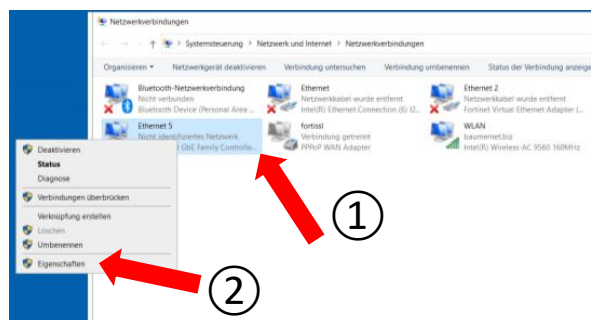 Netzwerkverbindungen
Systemsteuerung > Netzwerk und Internet > Netzwerkverbindungen
Organisieren Netzwerkgerät deaktivieren Verbindung untersuchen Verbindung umbenennen Status der Verbindung anzeige
Bluetooth-Netzwerkverbindung
Nicht verbunden
Bluetooth Device (Personal Area ...
Ethernet
Netzwerkkabel wurde entfernt
Intel(R) Ethernet Connection (6) I2...
Ethernet 2
Netzwerkkabel wurde entfernt
Fortinet Virtual Ethernet Adapter (...
Ethernet 5
Nicht identifiziertes Netzwerk
GbE Family Controlle...
fortissl
Verbindung getrennt
PPPoP WAN Adapter
WLAN
baumernet.biz
Intel(R) Wireless-AC 9560 160MHz
Deaktivieren
Status
Diagnose
Verbindungen überbrücken
Verknüpfung erstellen
Löschen
Umbenennen
Eigenschaften
①
②